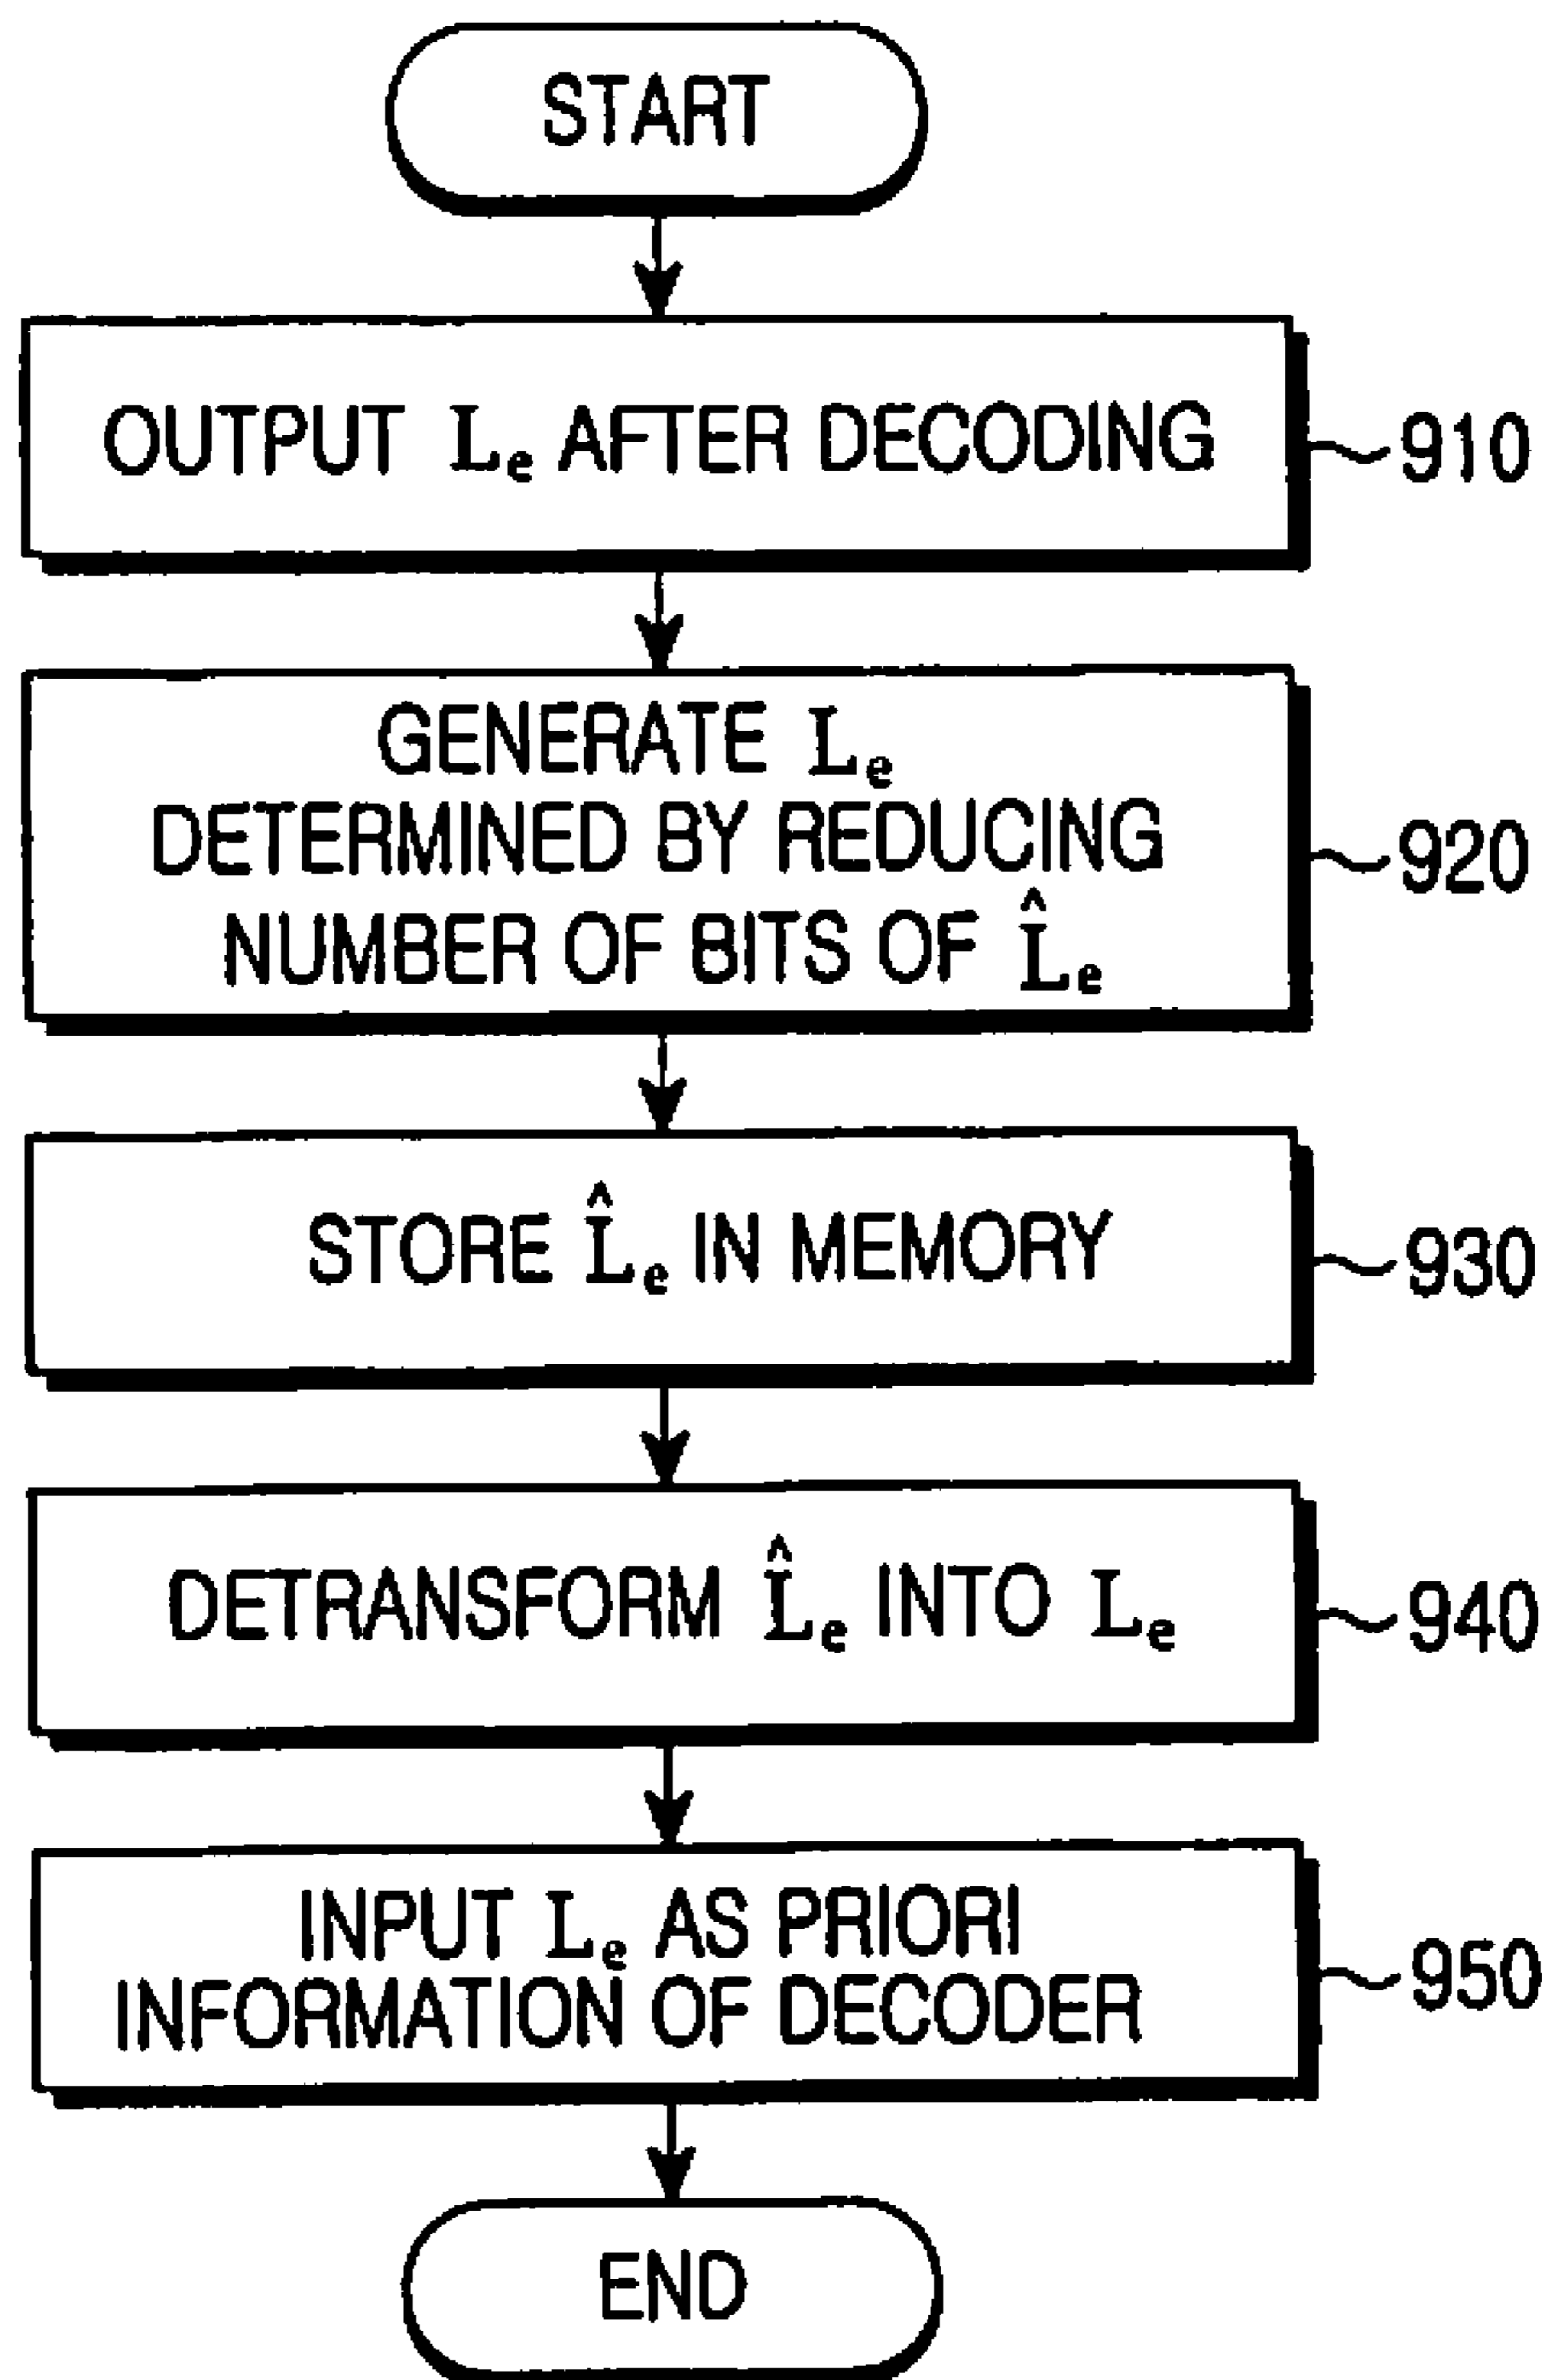 START
OUTPUT Lₑ AFTER DECODING
910
GENERATE Lₑ
DETERMINED BY REDUCING
NUMBER OF BITS OF L̂ₑ
920
STORE L̂ₑ IN MEMORY
930
DETRANSFORM L̂ₑ INTO Lₑ
940
INPUT Lₑ AS PRIORI
INFORMATION OF DECODER
950
END